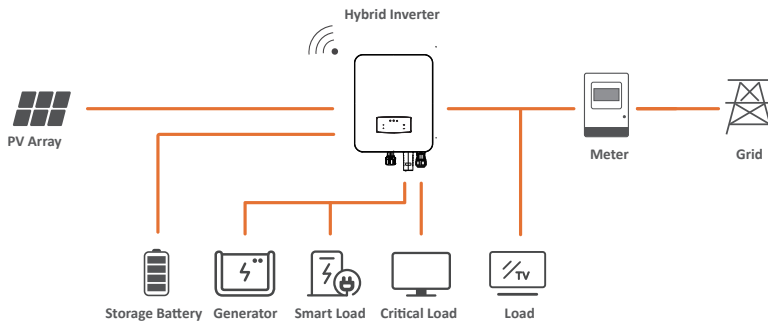 Hybrid Inverter
PV Array
Meter
Grid
TV
Storage Battery
Generator
Smart Load
Critical Load
Load